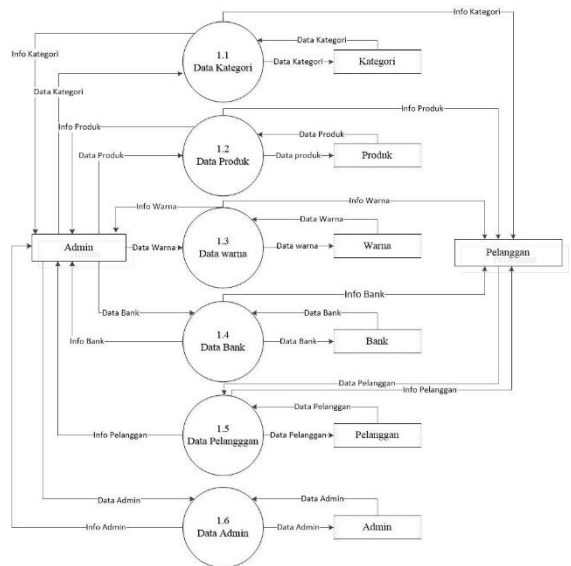 Info Kategori
1.1
Data Kategori
Data Kategori
Data Kategori
Kategori
Info Kategori
Data Kategori
Info Produk
1.2
Data Produk
Data Produk
Data produk
Produk
Info Produk
Data Produk
Info Warna
Info Warna
1.3
Data warna
Data Warna
Data warna
Warna
Admin
Data Warna
Pelanggan
Info Bank
1.4
Data Bank
Data Bank
Data Bank
Bank
Data Bank
Info Bank
Data Pelanggan
Info Pelanggan
1.5
Data Pelangggan
Data Pelanggan
Data Pelanggan
Pelanggan
Info Pelanggan
1.6
Data Admin
Data Admin
Data Admin
Admin
Data Admin
Info Admin